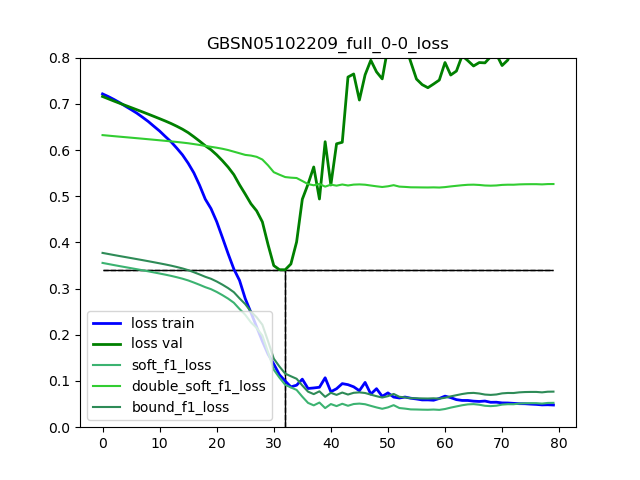 GBSN05102209_full_0-0_loss
0.8
0.7
0.6
0.5
0.4
0.3
0.2
0.1
0.0
loss train
loss val
soft_f1_loss
double_soft_f1_loss
bound_f1_loss
0 10 20 30 40 50 60 70 80